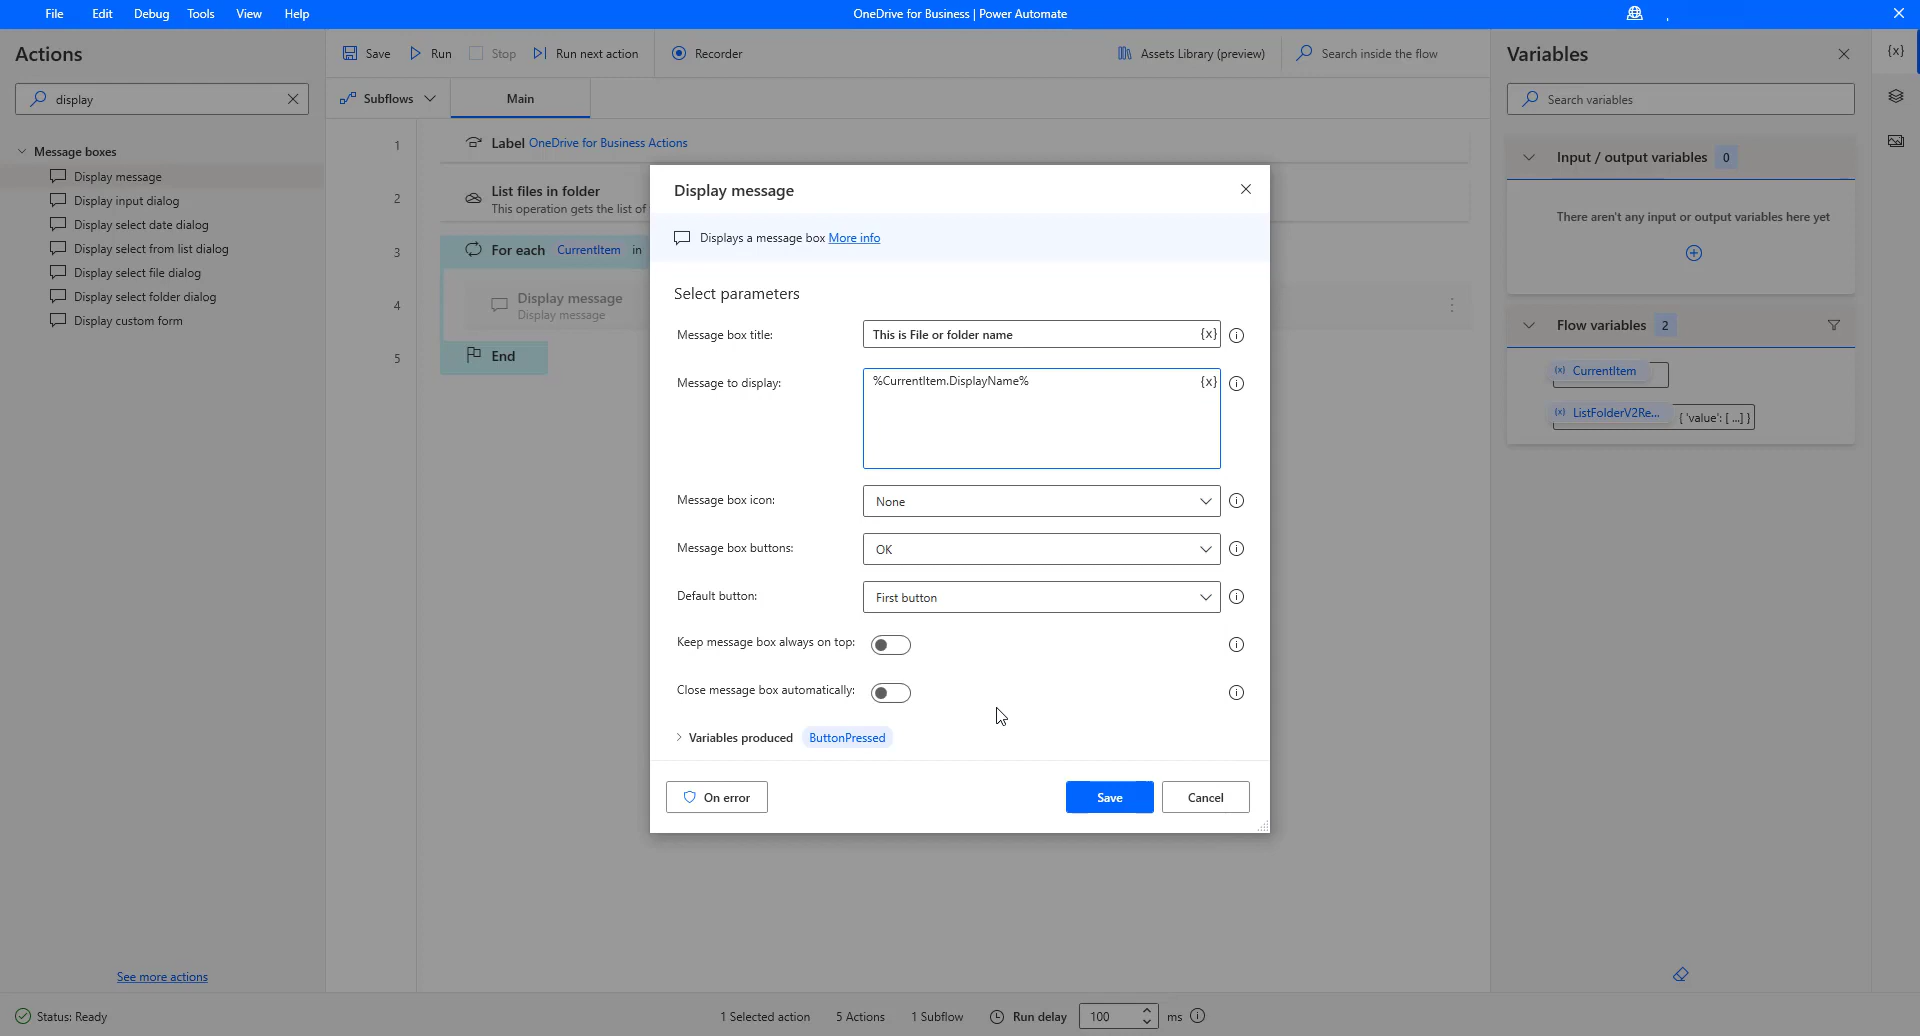 File Edit Debug Tools View Help
OneDrive for Business | Power Automate
Actions
display
Message boxes
Display message
Display input dialog
Display select date dialog
Display select from list dialog
Display select file dialog
Display select folder dialog
Display custom form
See more actions
Save Run Stop Run next action Recorder Assets Library (preview) Search inside the flow
Subflows Main
1 Label OneDrive for Business Actions
2 List files in folder
This operation gets the list of
3 For each CurrentItem in
4 Display message
Display message
5 End
Display message
Displays a message box More info
Select parameters
Message box title: This is File or folder name {x}
Message to display: %CurrentItem.DisplayName% {x}
Message box icon: None
Message box buttons: OK
Default button: First button
Keep message box always on top:
Close message box automatically:
Variables produced ButtonPressed
On error Save Cancel
Variables
{x}
Search variables
Input / output variables 0
There aren't any input or output variables here yet
Flow variables 2
(x) CurrentItem
(x) ListFolderV2Re... { 'value': [ ...] }
Status: Ready 1 Selected action 5 Actions 1 Subflow Run delay 100 ms